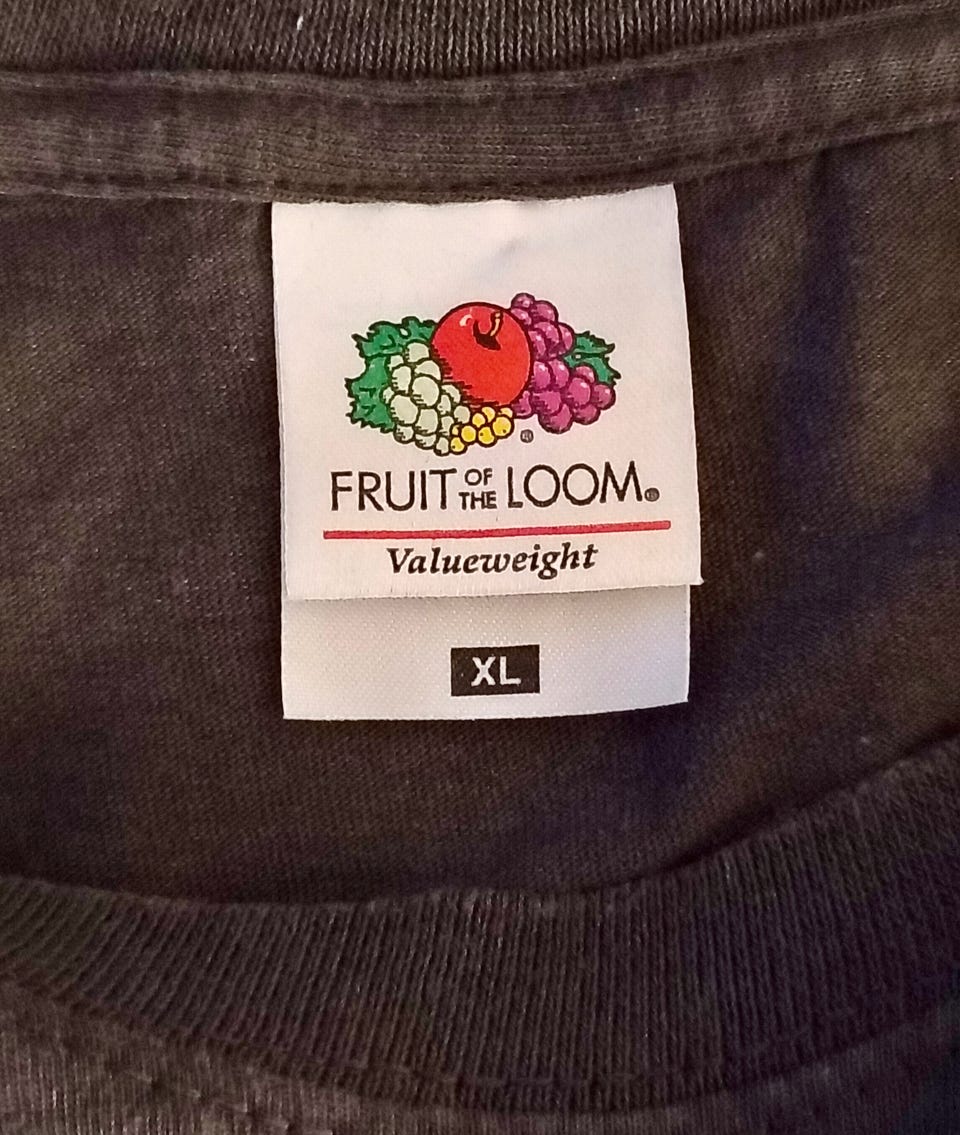 ®
FRUIT OF THE LOOM®
Valueweight
XL